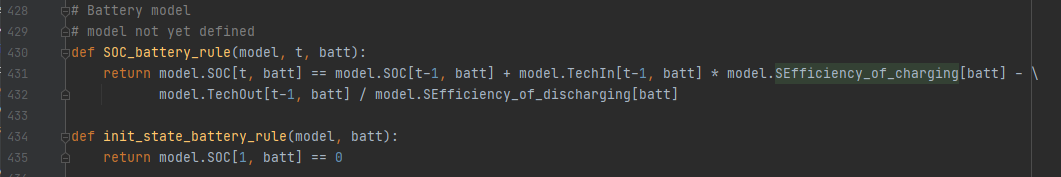 428 # Battery model
429 # model not yet defined
430 def SOC_battery_rule(model, t, batt):
431     return model.SOC[t, batt] == model.SOC[t-1, batt] + model.TechIn[t-1, batt] * model.SEfficiency_of_charging[batt] - \
432            model.TechOut[t-1, batt] / model.SEfficiency_of_discharging[batt]
433
434 def init_state_battery_rule(model, batt):
435     return model.SOC[1, batt] == 0